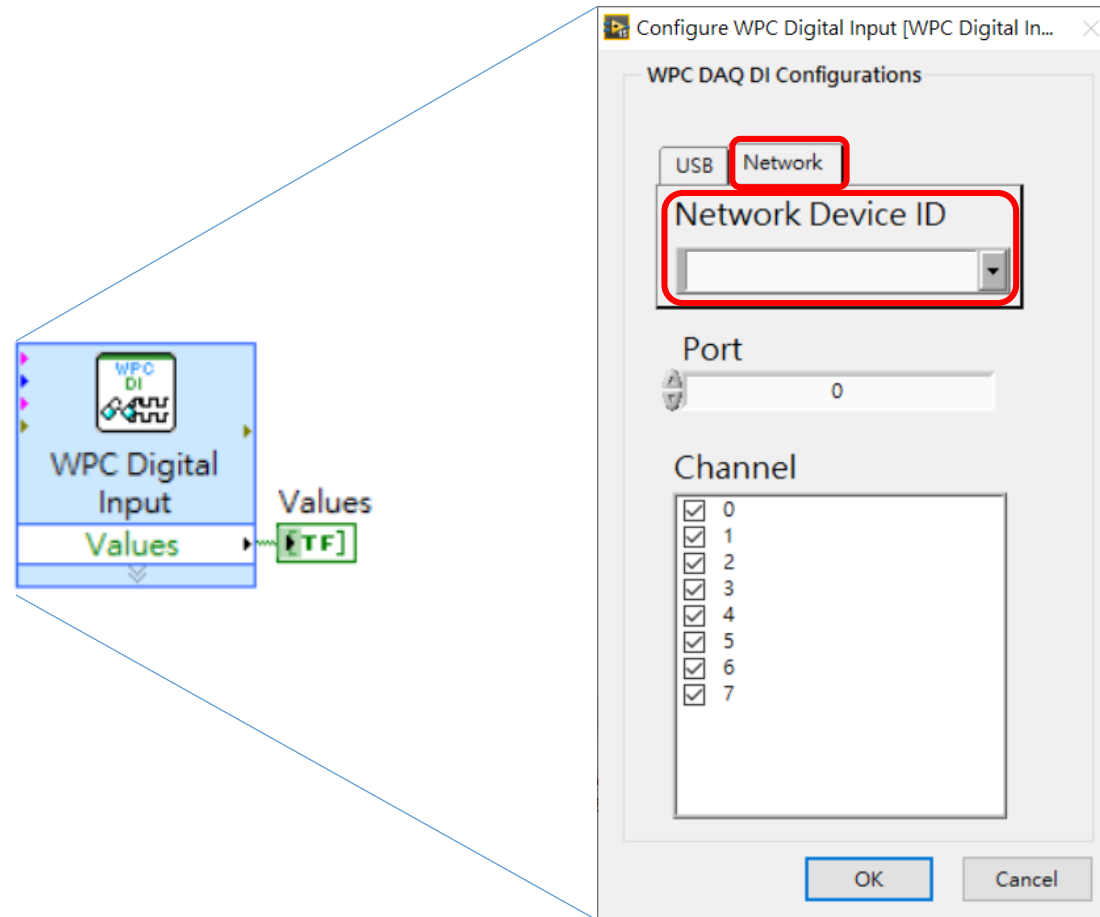 Configure WPC Digital Input [WPC Digital In...
WPC DAQ DI Configurations
USB
Network
Network Device ID
Port
0
Channel
0
1
2
3
4
5
6
7
OK
Cancel
WPC
DI
WPC Digital
Input
Values
Values
[TF]